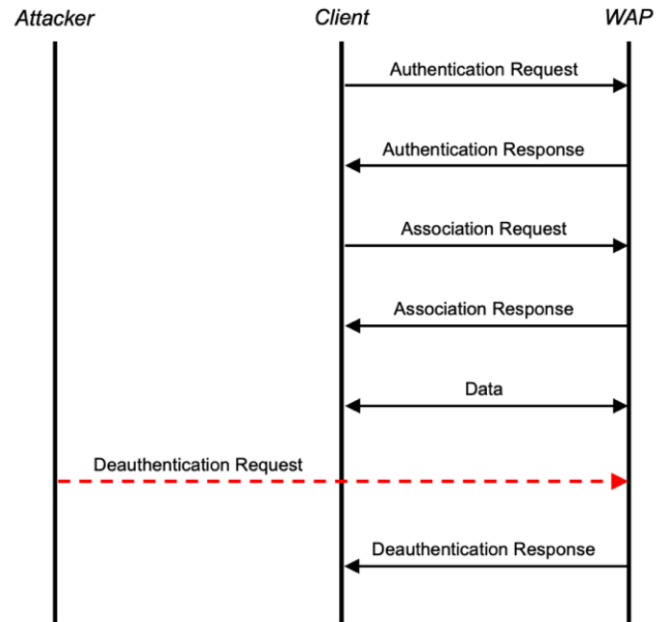 Attacker
Client
WAP
Authentication Request
Authentication Response
Association Request
Association Response
Data
Deauthentication Request
Deauthentication Response